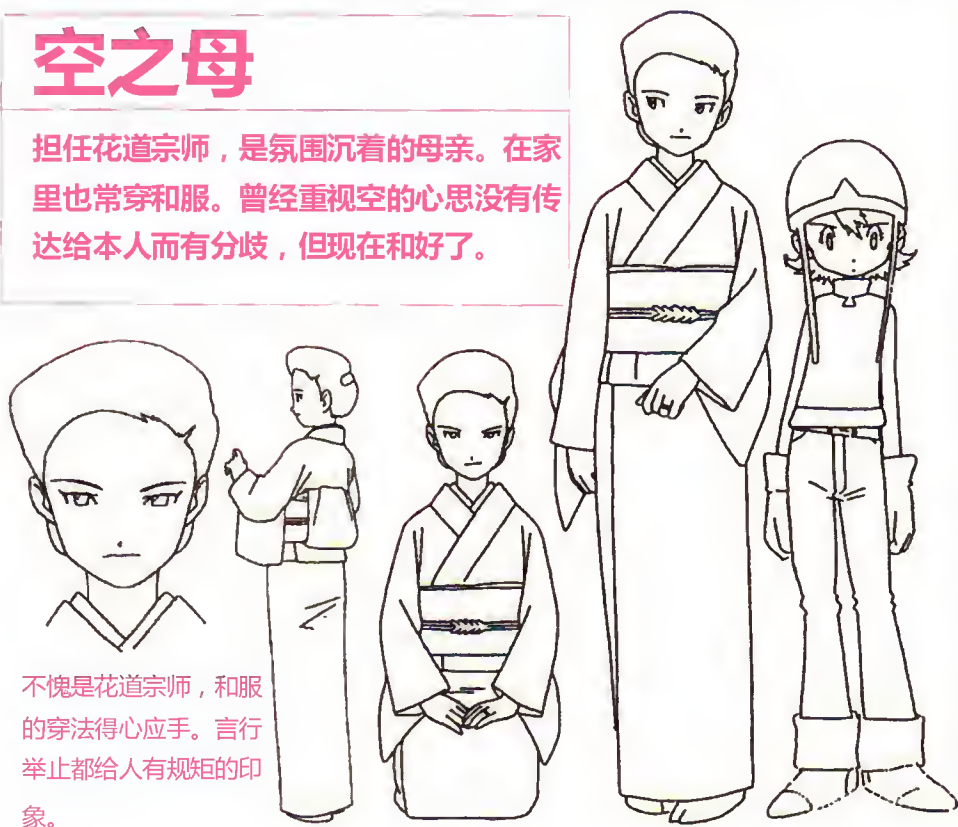 空之母
担任花道宗师，是氛围沉着的母亲。在家
里也常穿和服。曾经重视空的心思没有传
达给本人而有分歧，但现在和好了。
不愧是花道宗师，和服
的穿法得心应手。言行
举止都给人有规矩的印
象。